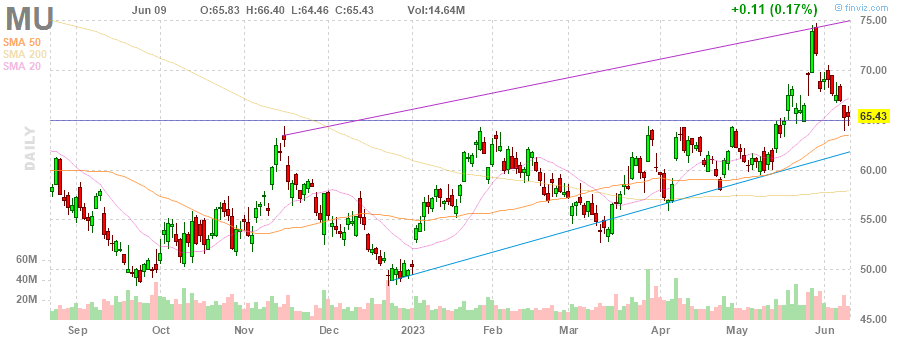 MU Jun 09 O:65.83 H:66.40 L:64.46 C:65.43 Vol:14.64M +0.11 (0.17%) © finviz.com
SMA 50
SMA 200
SMA 20
DAILY
75.00
70.00
65.43
60.00
55.00
50.00
45.00
60M
40M
20M
Sep Oct Nov Dec 2023 Feb Mar Apr May Jun